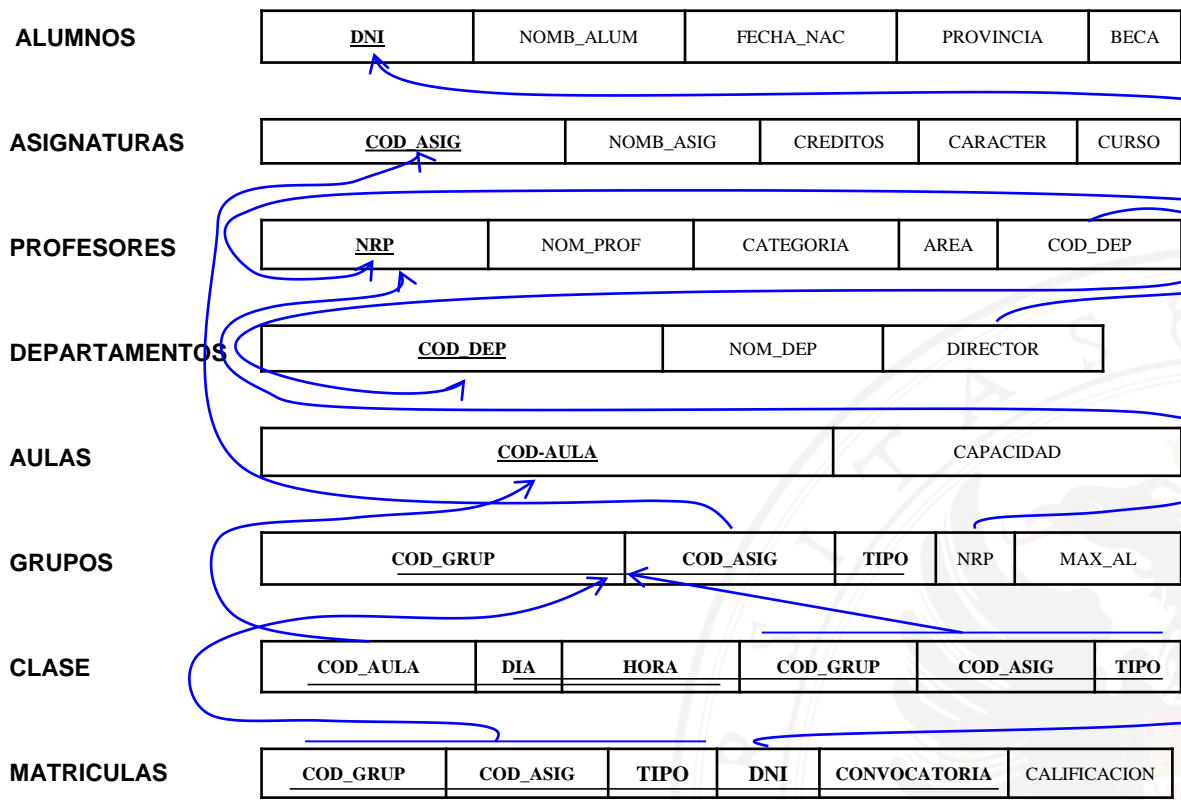 ALUMNOS DNI NOMB_ALUM FECHA_NAC PROVINCIA BECA
ASIGNATURAS COD_ASIG NOMB_ASIG CREDITOS CARACTER CURSO
PROFESORES NRP NOM_PROF CATEGORIA AREA COD_DEP
DEPARTAMENTOS COD_DEP NOM_DEP DIRECTOR
AULAS COD-AULA CAPACIDAD
GRUPOS COD_GRUP COD_ASIG TIPO NRP MAX_AL
CLASE COD_AULA DIA HORA COD_GRUP COD_ASIG TIPO
MATRICULAS COD_GRUP COD_ASIG TIPO DNI CONVOCATORIA CALIFICACION